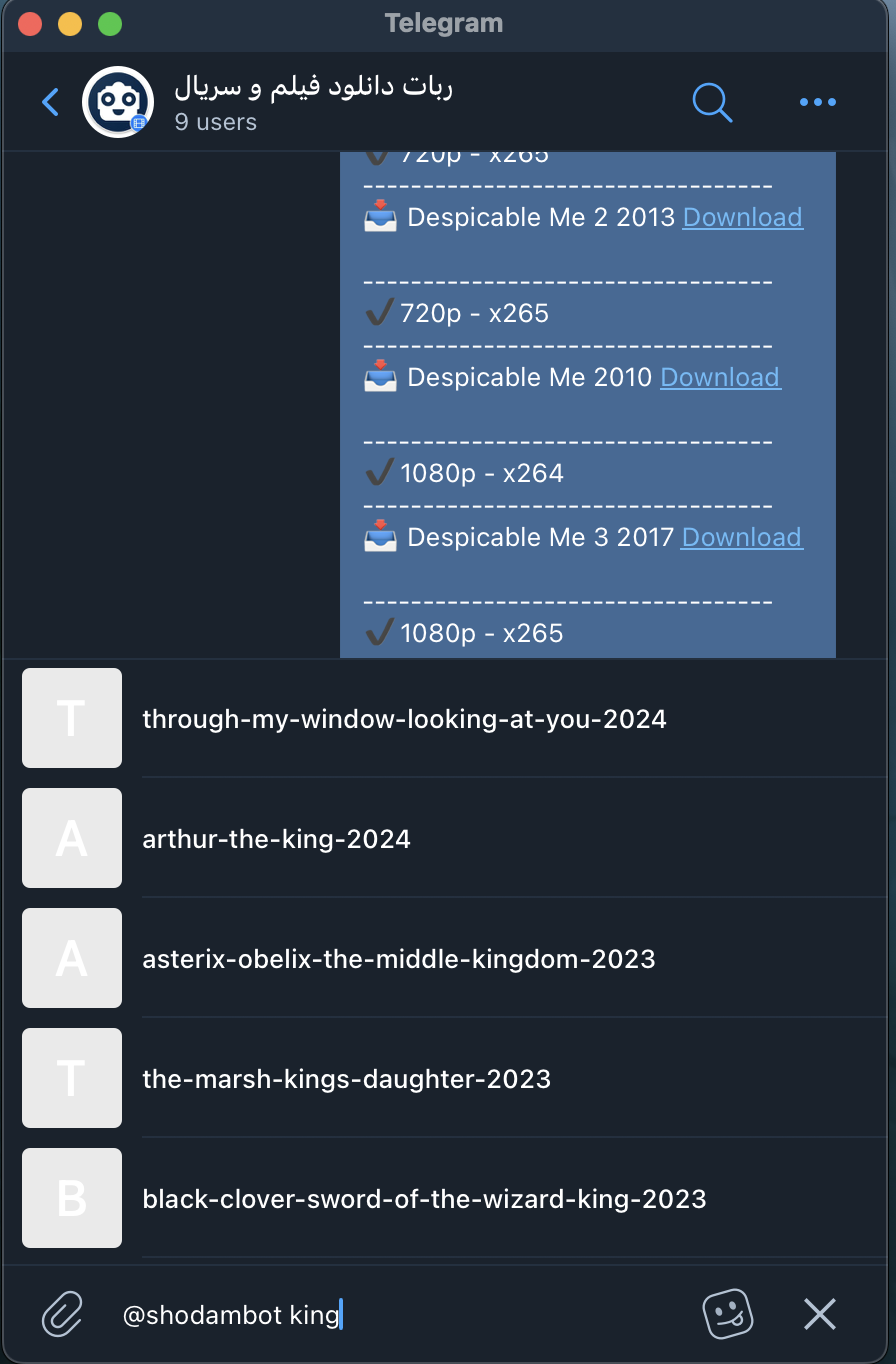 Telegram
ربات دانلود فیلم و سریال
9 users
✔️720p - x265
----------------------------------
📥 Despicable Me 2 2013 Download
----------------------------------
✔️720p - x265
----------------------------------
📥 Despicable Me 2010 Download
----------------------------------
✔️1080p - x264
----------------------------------
📥 Despicable Me 3 2017 Download
----------------------------------
✔️1080p - x265
T
through-my-window-looking-at-you-2024
A
arthur-the-king-2024
A
asterix-obelix-the-middle-kingdom-2023
T
the-marsh-kings-daughter-2023
B
black-clover-sword-of-the-wizard-king-2023
@shodambot king